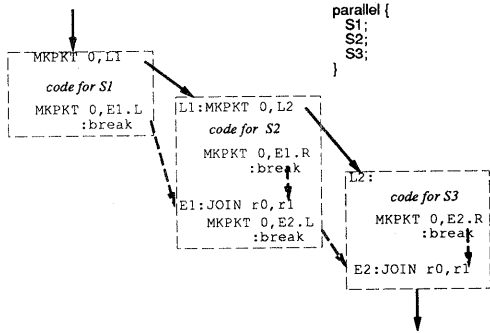 parallel {
S1;
S2;
S3;
}
MKPKT 0,L1
code for S1
MKPKT 0,E1.L
:break
L1:MKPKT 0,L2
code for S2
MKPKT 0,E1.R
:break
E1:JOIN r0,r1
MKPKT 0,E2.L
:break
L2:
code for S3
MKPKT 0,E2.R
:break
E2:JOIN r0,r1